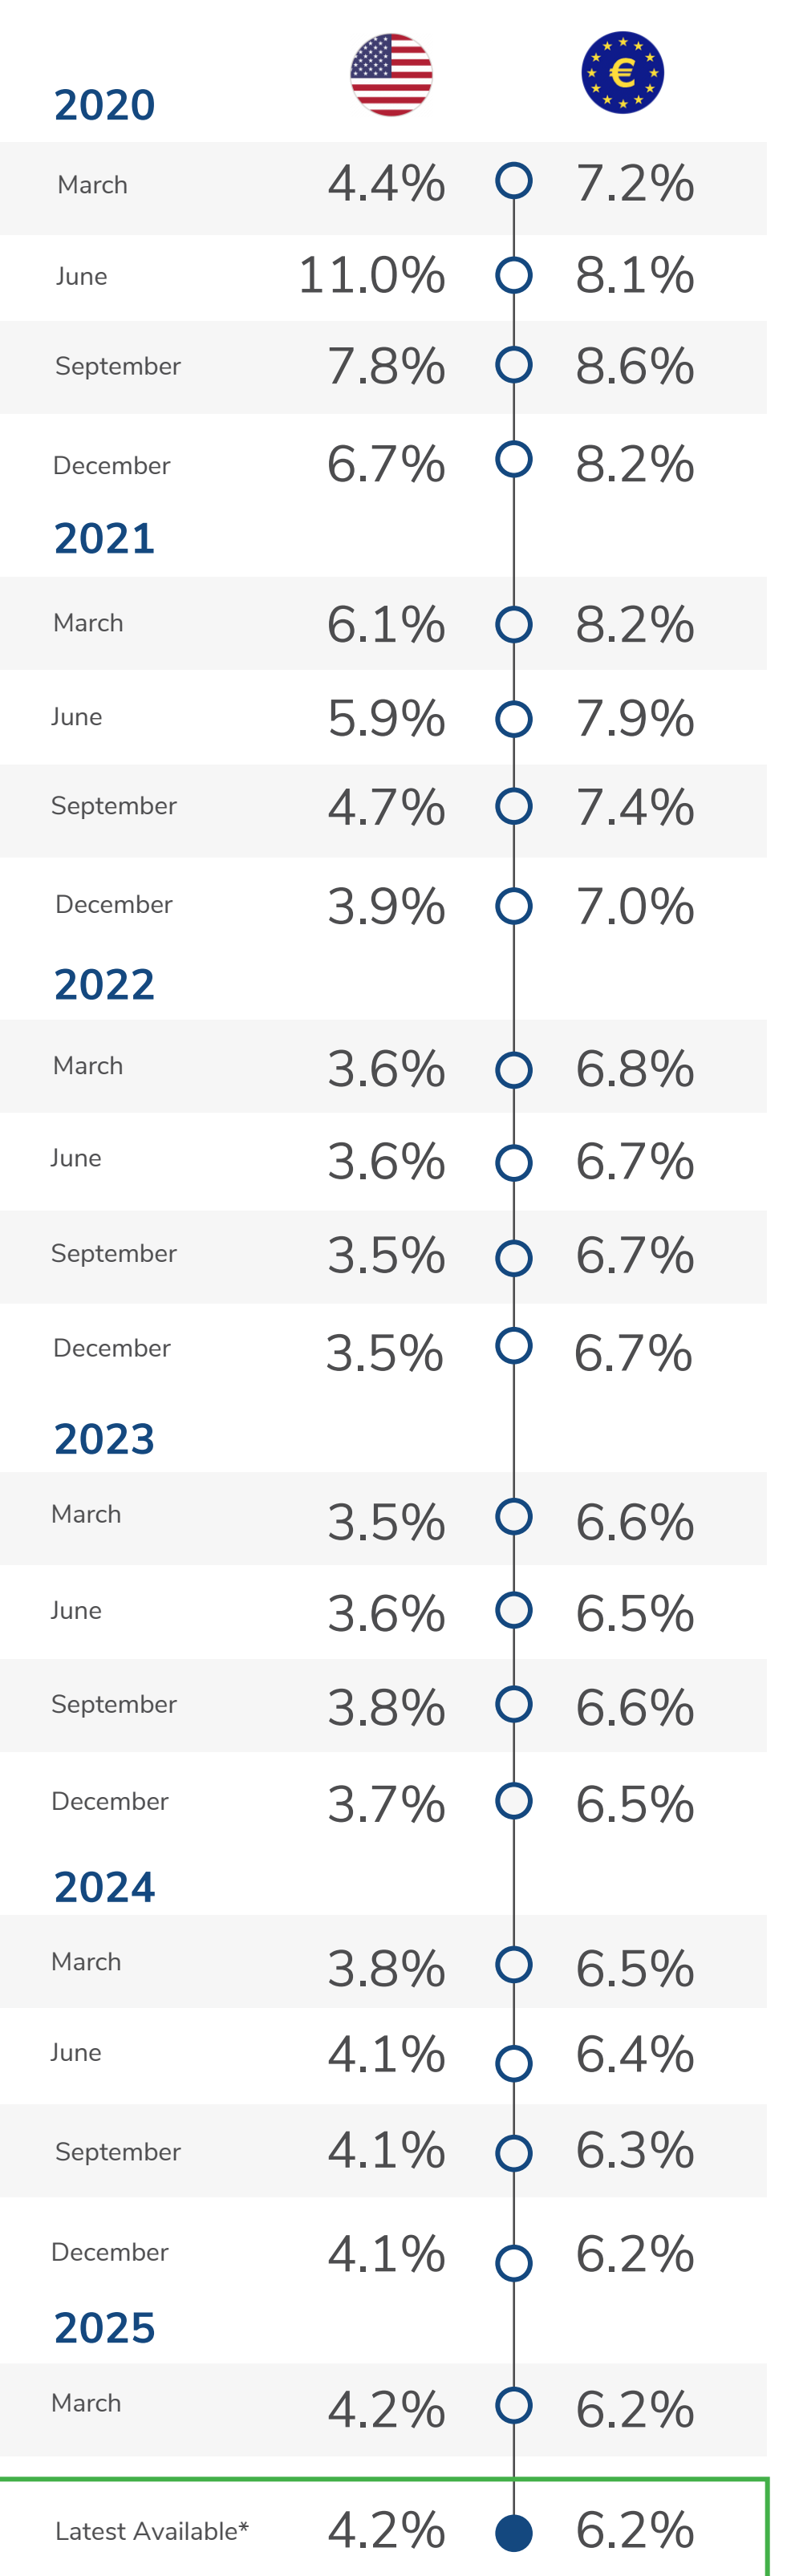 €
2020
March 4.4% 7.2%
June 11.0% 8.1%
September 7.8% 8.6%
December 6.7% 8.2%
2021
March 6.1% 8.2%
June 5.9% 7.9%
September 4.7% 7.4%
December 3.9% 7.0%
2022
March 3.6% 6.8%
June 3.6% 6.7%
September 3.5% 6.7%
December 3.5% 6.7%
2023
March 3.5% 6.6%
June 3.6% 6.5%
September 3.8% 6.6%
December 3.7% 6.5%
2024
March 3.8% 6.5%
June 4.1% 6.4%
September 4.1% 6.3%
December 4.1% 6.2%
2025
March 4.2% 6.2%
Latest Available* 4.2% 6.2%